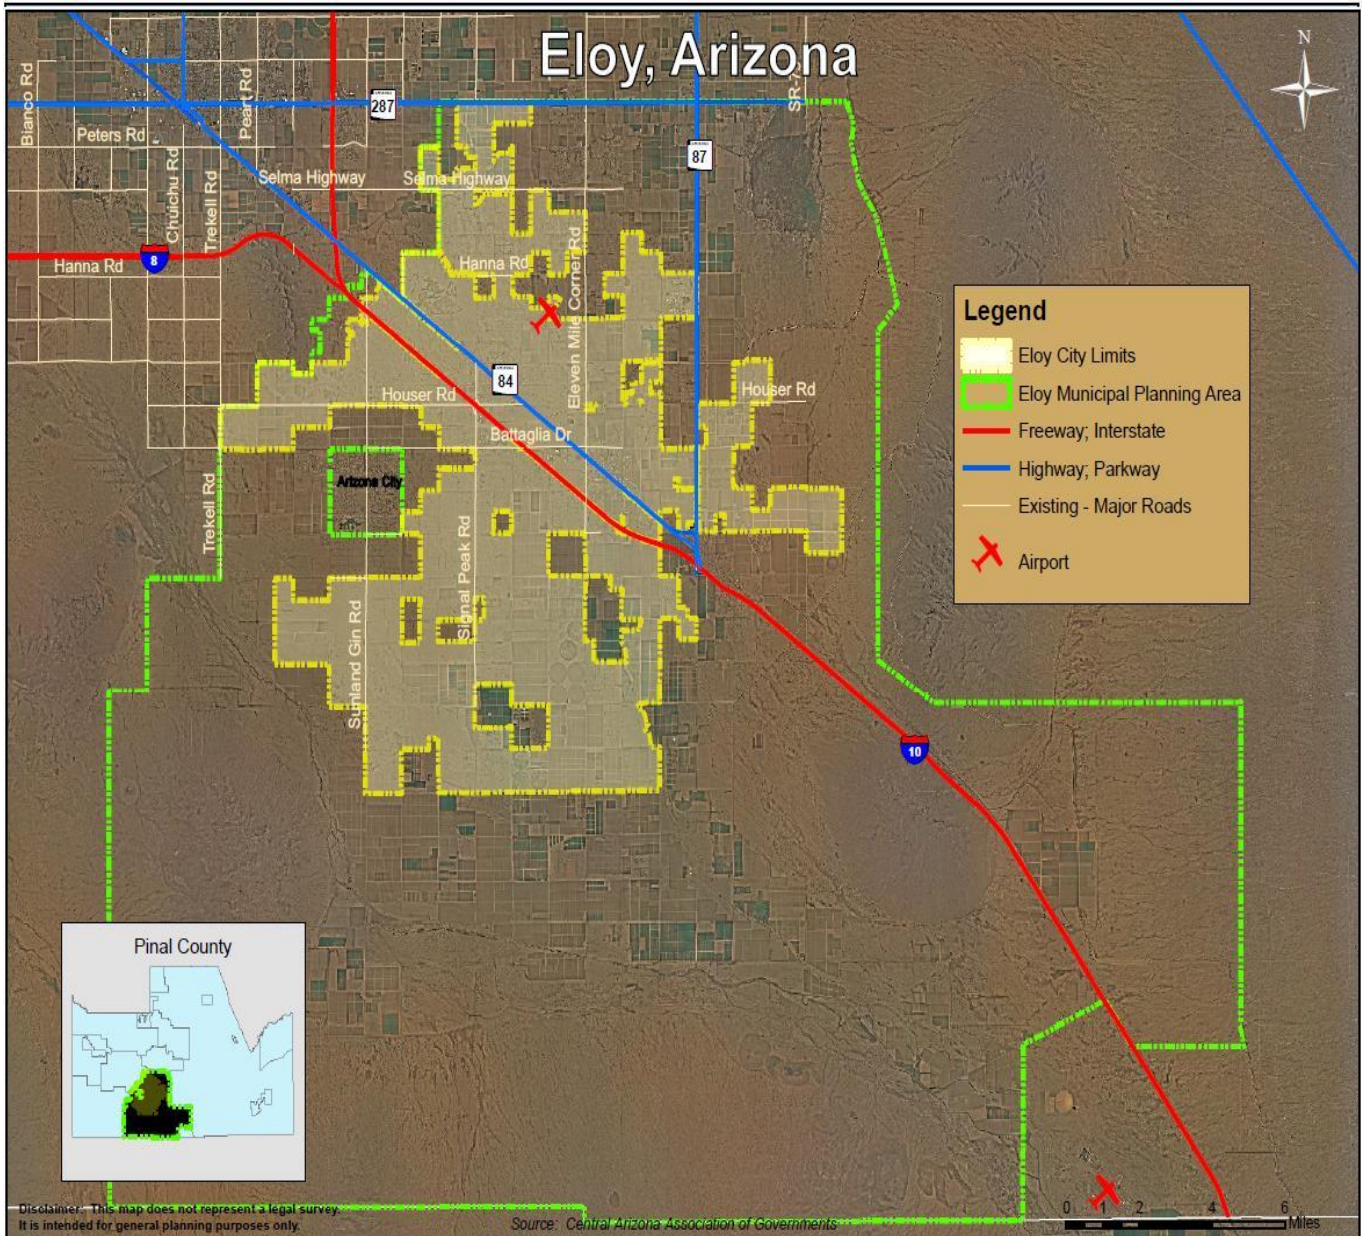 Eloy, Arizona
N
Bianco Rd
Peart Rd
SR-
287
Peters Rd
87
Chuichu Rd
Trekell Rd
Selma Highway
Selma Highway
Eleven Mile Corner Rd
8
Hanna Rd
Hanna Rd
Legend
Eloy City Limits
Eloy Municipal Planning Area
Freeway; Interstate
Highway; Parkway
Existing - Major Roads
Airport
84
Houser Rd
Houser Rd
Battaglia Dr
Arizona City
Trekell Rd
Signal Peak Rd
Sunland Gin Rd
10
Pinal County
Disclaimer: This map does not represent a legal survey.
It is intended for general planning purposes only.
Source: Central Arizona Association of Governments
0 1 2 4 6
Miles